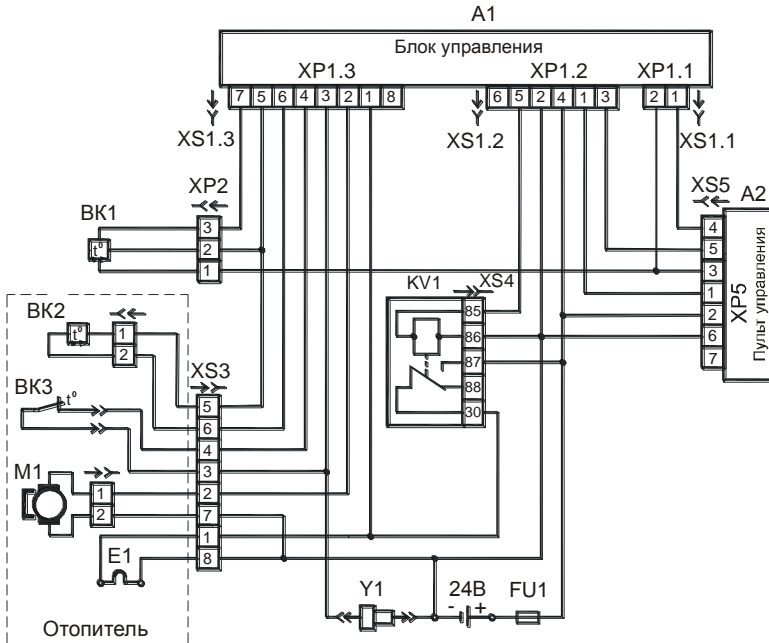 A1
Блок управления
XP1.3 XP1.2 XP1.1
7 5 6 4 3 2 1 8
6 5 2 4 1 3
2 1
XS1.3
XS1.2
XS1.1
XP2
XS5
A2
ВК1
t°
3
2
1
4
5
3
1
2
6
7
XP5
Пульт управления
KV1
XS4
85
86
87
88
30
ВК2
t°
1
2
XS3
ВК3
t°
5
6
4
3
2
7
1
8
М1
1
2
E1
Отопитель
Y1
24В
- +
FU1